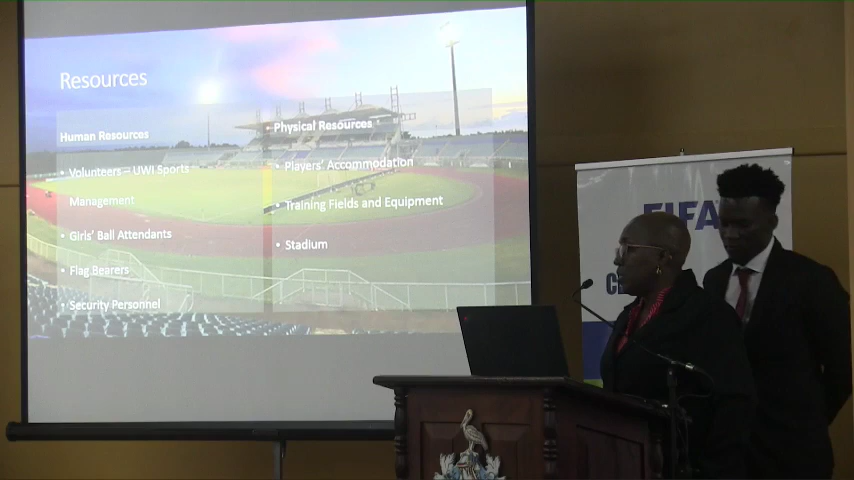 Resources
Human Resources
• Volunteers – UWI Sports
Management
• Girls' Ball Attendants
• Flag Bearers
• Security Personnel
• Physical Resources
• Players' Accommodation
• Training Fields and Equipment
• Stadium
FIFA